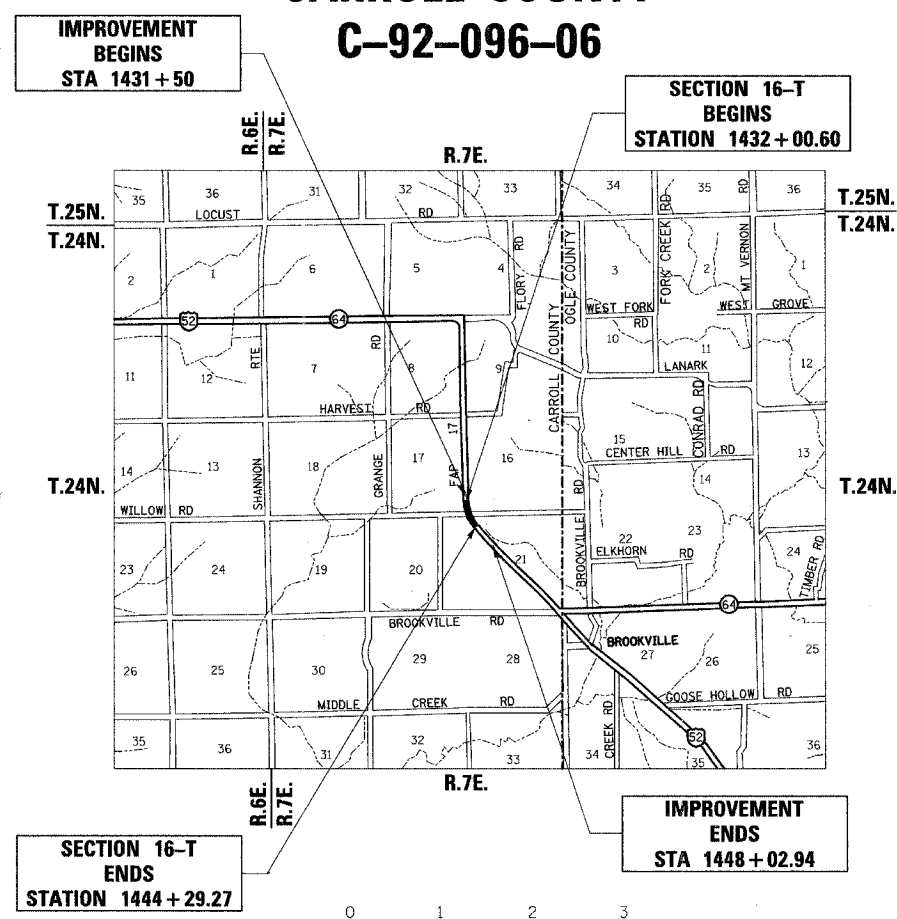 C–92–096–06
IMPROVEMENT
BEGINS
STA 1431+50
SECTION 16–T
BEGINS
STATION 1432+00.60
R.6E.
R.7E.
R.7E.
T.25N.
T.24N.
T.25N.
T.24N.
35 36 31 32 33 34 35 36
LOCUST RD
FLORY RD
FORK CREEK RD
MT VERNON RD
2 1 6 5 4 3 2 1
CARROLL COUNTY
OGLE COUNTY
WEST FORK RD
WEST GROVE
52 64
RTE
RD
11 12 7 8 9 10 11 12
LANARK
HARVEST RD
CONRAD RD
17
FAP
14 13 18 17 16 15 14 13
CENTER HILL RD
T.24N.
T.24N.
WILLOW RD
SHANNON
GRANGE
BROOKVILLE RD
23 24 19 20 21 22 23 24
ELKHORN RD
TIMBER RD
64
BROOKVILLE RD
BROOKVILLE
26 25 30 29 28 27 26 25
MIDDLE CREEK RD
GOOSE HOLLOW RD
CREEK RD
52
35 36 31 32 33 34 35 36
R.6E.
R.7E.
R.7E.
SECTION 16–T
ENDS
STATION 1444+29.27
IMPROVEMENT
ENDS
STA 1448+02.94
0 1 2 3